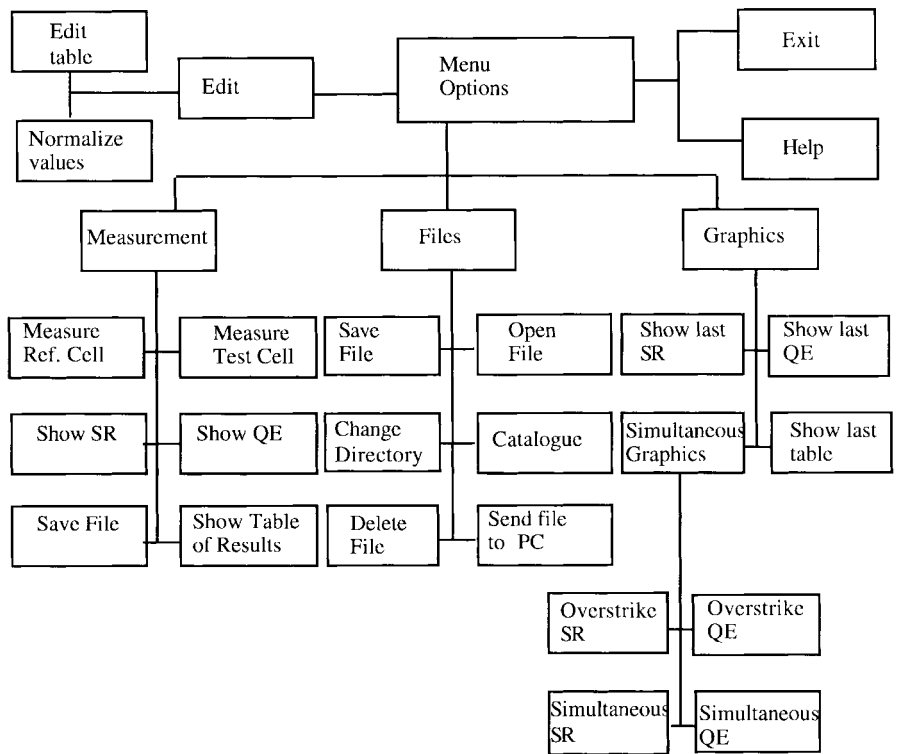 Edit
table
Edit
Menu
Options
Exit
Normalize
values
Help
Measurement
Files
Graphics
Measure
Ref. Cell
Measure
Test Cell
Save
File
Open
File
Show last
SR
Show last
QE
Show SR
Show QE
Change
Directory
Catalogue
Simultaneous
Graphics
Show last
table
Save File
Show Table
of Results
Delete
File
Send file
to PC
Overstrike
SR
Overstrike
QE
Simultaneous
SR
Simultaneous
QE